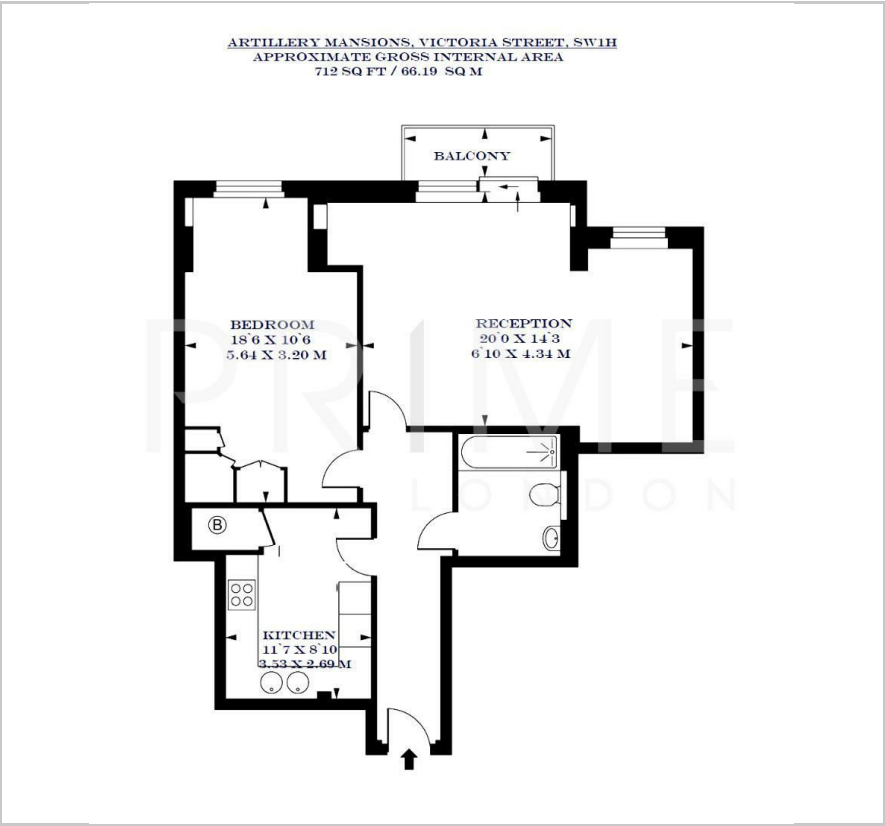 ARTILLERY MANSIONS, VICTORIA STREET, SW1H
APPROXIMATE GROSS INTERNAL AREA
712 SQ FT / 66.19 SQ M
BALCONY
BEDROOM
18`6 X 10`6
5.64 X 3.20 M
RECEPTION
20`0 X 14`3
6`10 X 4.34 M
PRIME
LONDON
B
KITCHEN
11`7 X 8`10
3.53 X 2.69 M